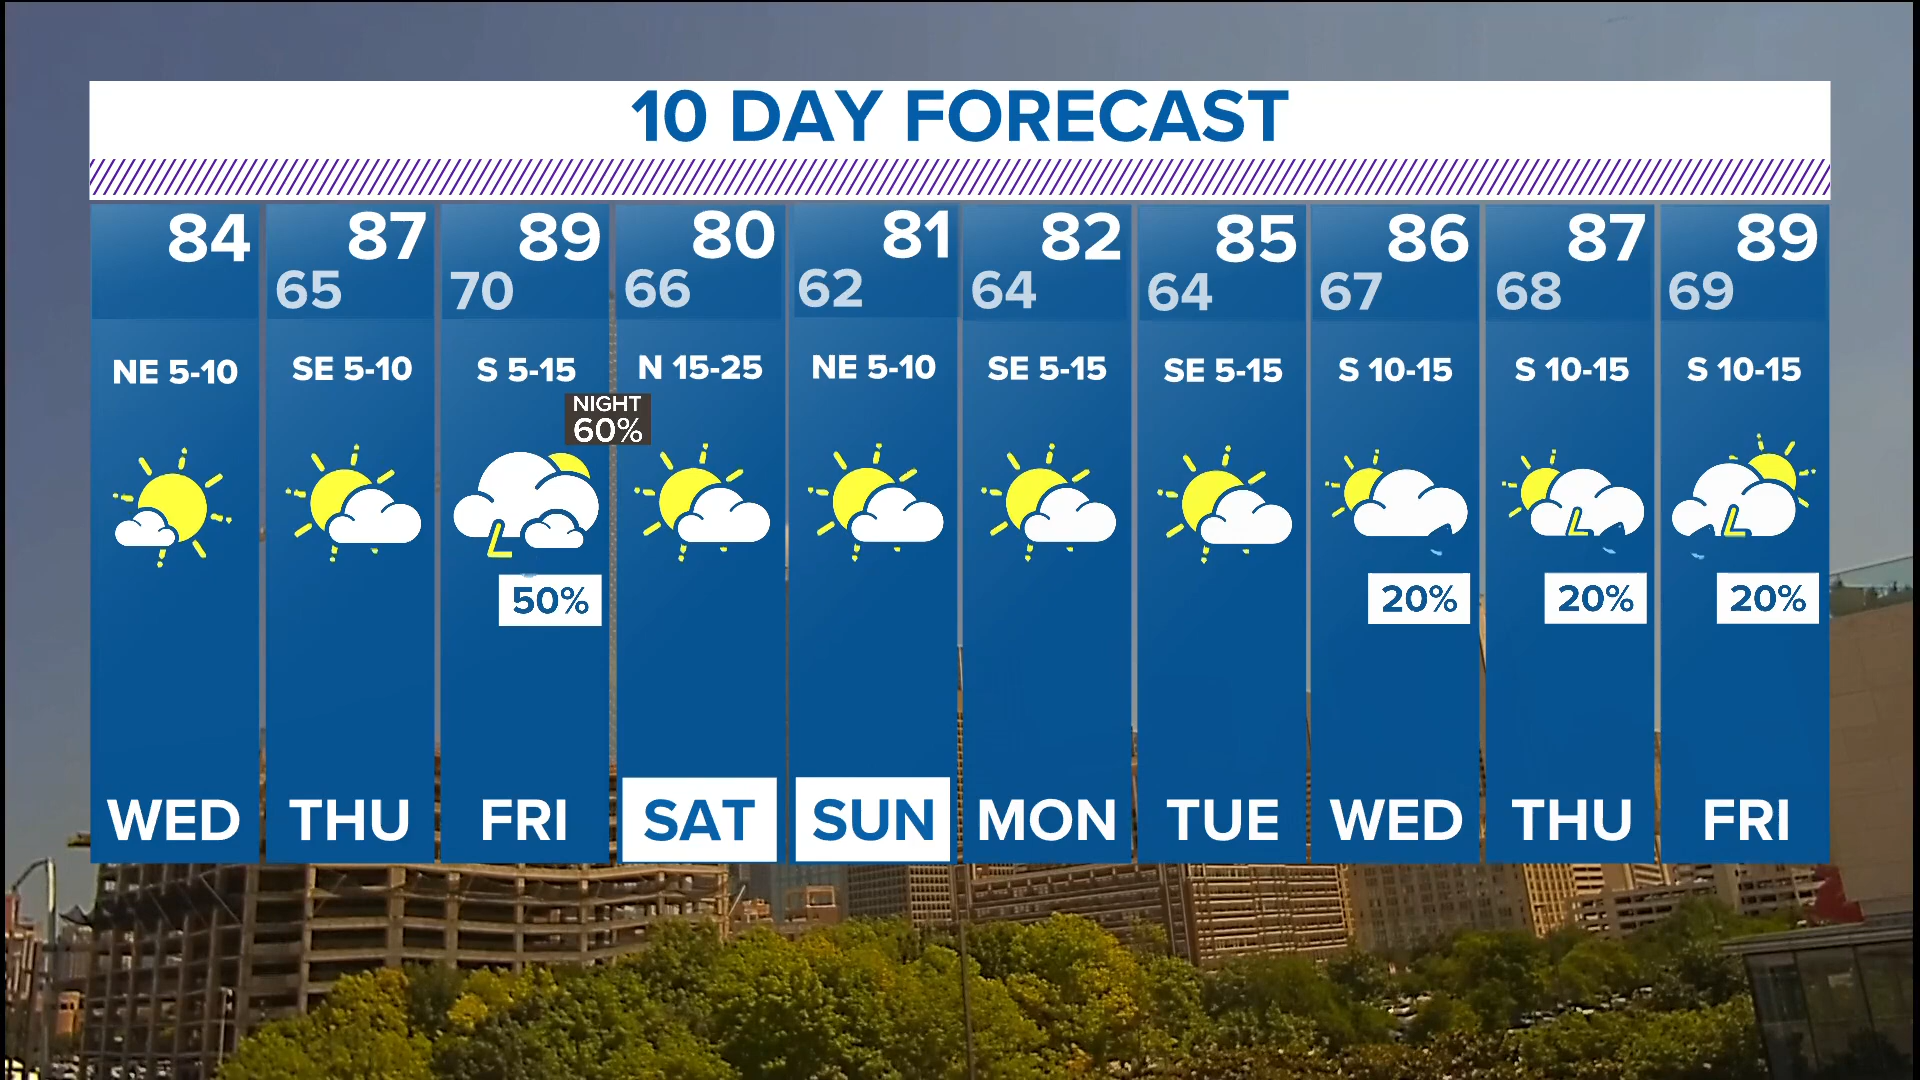 10 DAY FORECAST
84 87 89 80 81 82 85 86 87 89
65 70 66 62 64 64 67 68 69
NE 5-10 SE 5-10 S 5-15 N 15-25 NE 5-10 SE 5-15 SE 5-15 S 10-15 S 10-15 S 10-15
NIGHT
60%
50% 20% 20% 20%
WED THU FRI SAT SUN MON TUE WED THU FRI